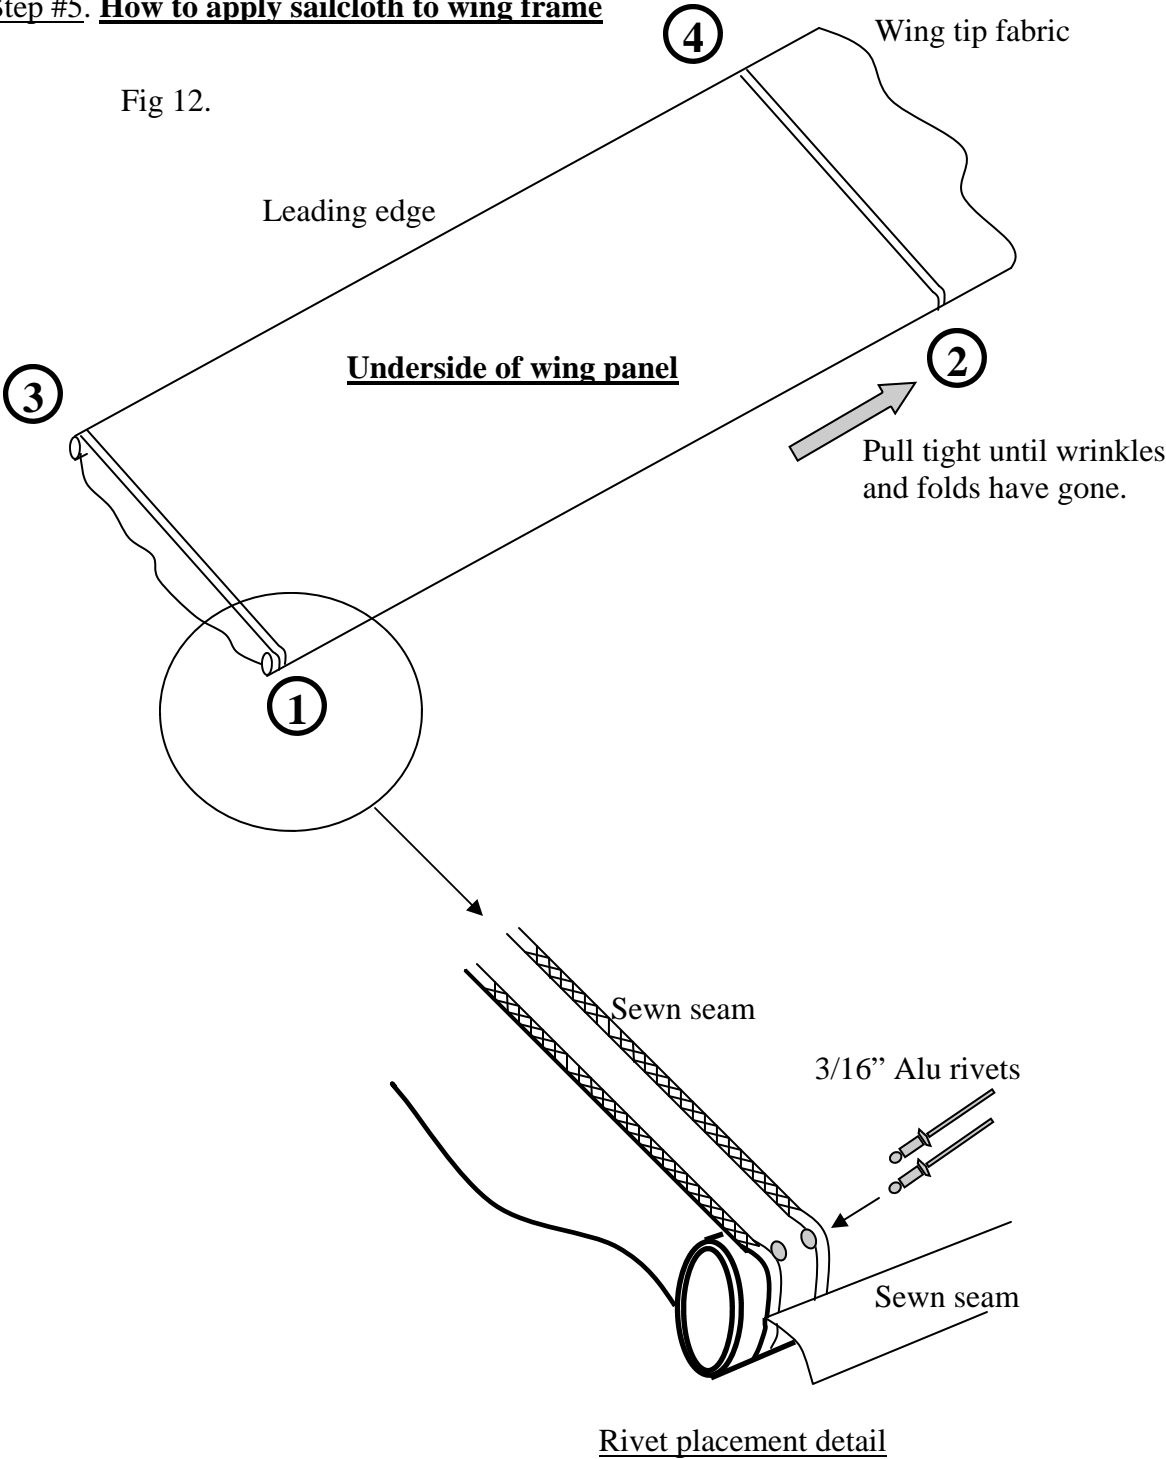 Step #5. How to apply sailcloth to wing frame
4
Wing tip fabric
Fig 12.
Leading edge
Underside of wing panel
2
3
Pull tight until wrinkles
and folds have gone.
1
Sewn seam
3/16” Alu rivets
Sewn seam
Rivet placement detail